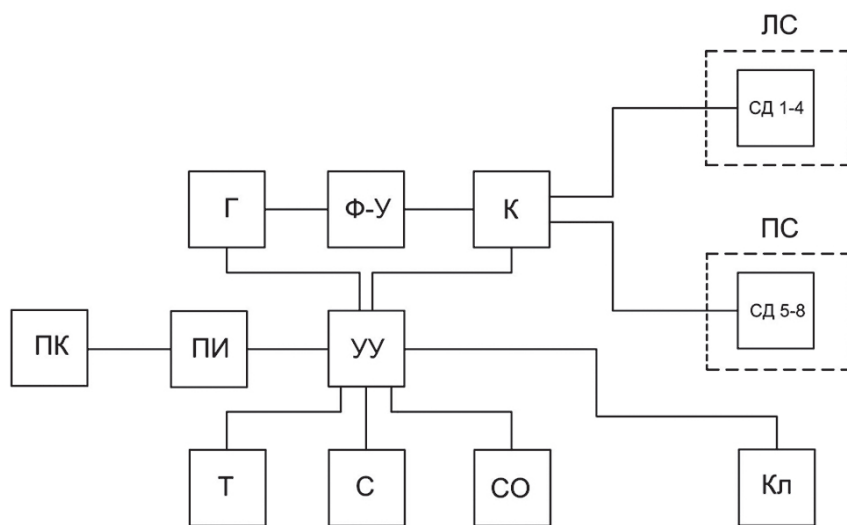 ЛС
СД 1-4
Г
Ф-У
К
ПС
СД 5-8
ПК
ПИ
УУ
Т
С
СО
Кл